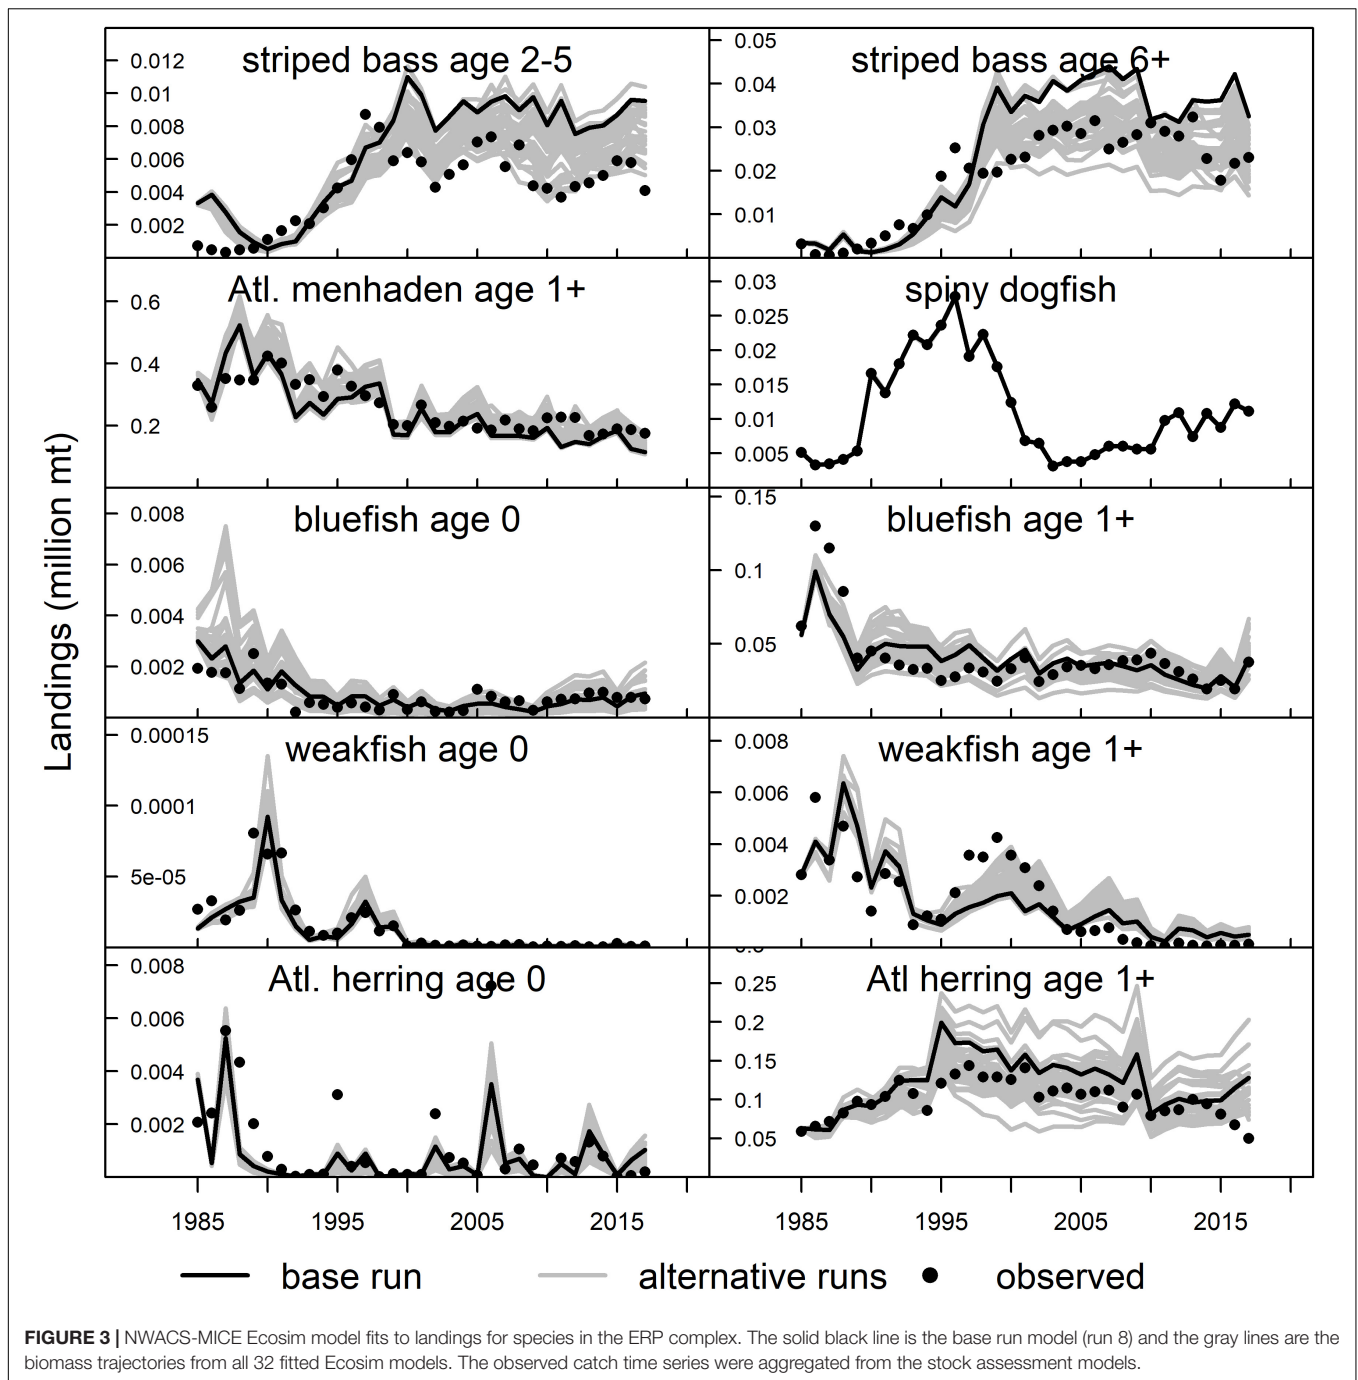 striped bass age 2-5
0.012
0.01
0.008
0.006
0.004
0.002
striped bass age 6+
0.05
0.04
0.03
0.02
0.01
Atl. menhaden age 1+
0.6
0.4
0.2
spiny dogfish
0.03
0.025
0.02
0.015
0.01
0.005
Landings (million mt)
bluefish age 0
0.008
0.006
0.004
0.002
bluefish age 1+
0.15
0.1
0.05
weakfish age 0
0.00015
0.0001
5e-05
weakfish age 1+
0.008
0.006
0.004
0.002
Atl. herring age 0
0.008
0.006
0.004
0.002
Atl herring age 1+
0.25
0.2
0.15
0.1
0.05
1985 1995 2005 2015 1985 1995 2005 2015
base run alternative runs observed
FIGURE 3 | NWACS-MICE Ecosim model fits to landings for species in the ERP complex. The solid black line is the base run model (run 8) and the gray lines are the
biomass trajectories from all 32 fitted Ecosim models. The observed catch time series were aggregated from the stock assessment models.